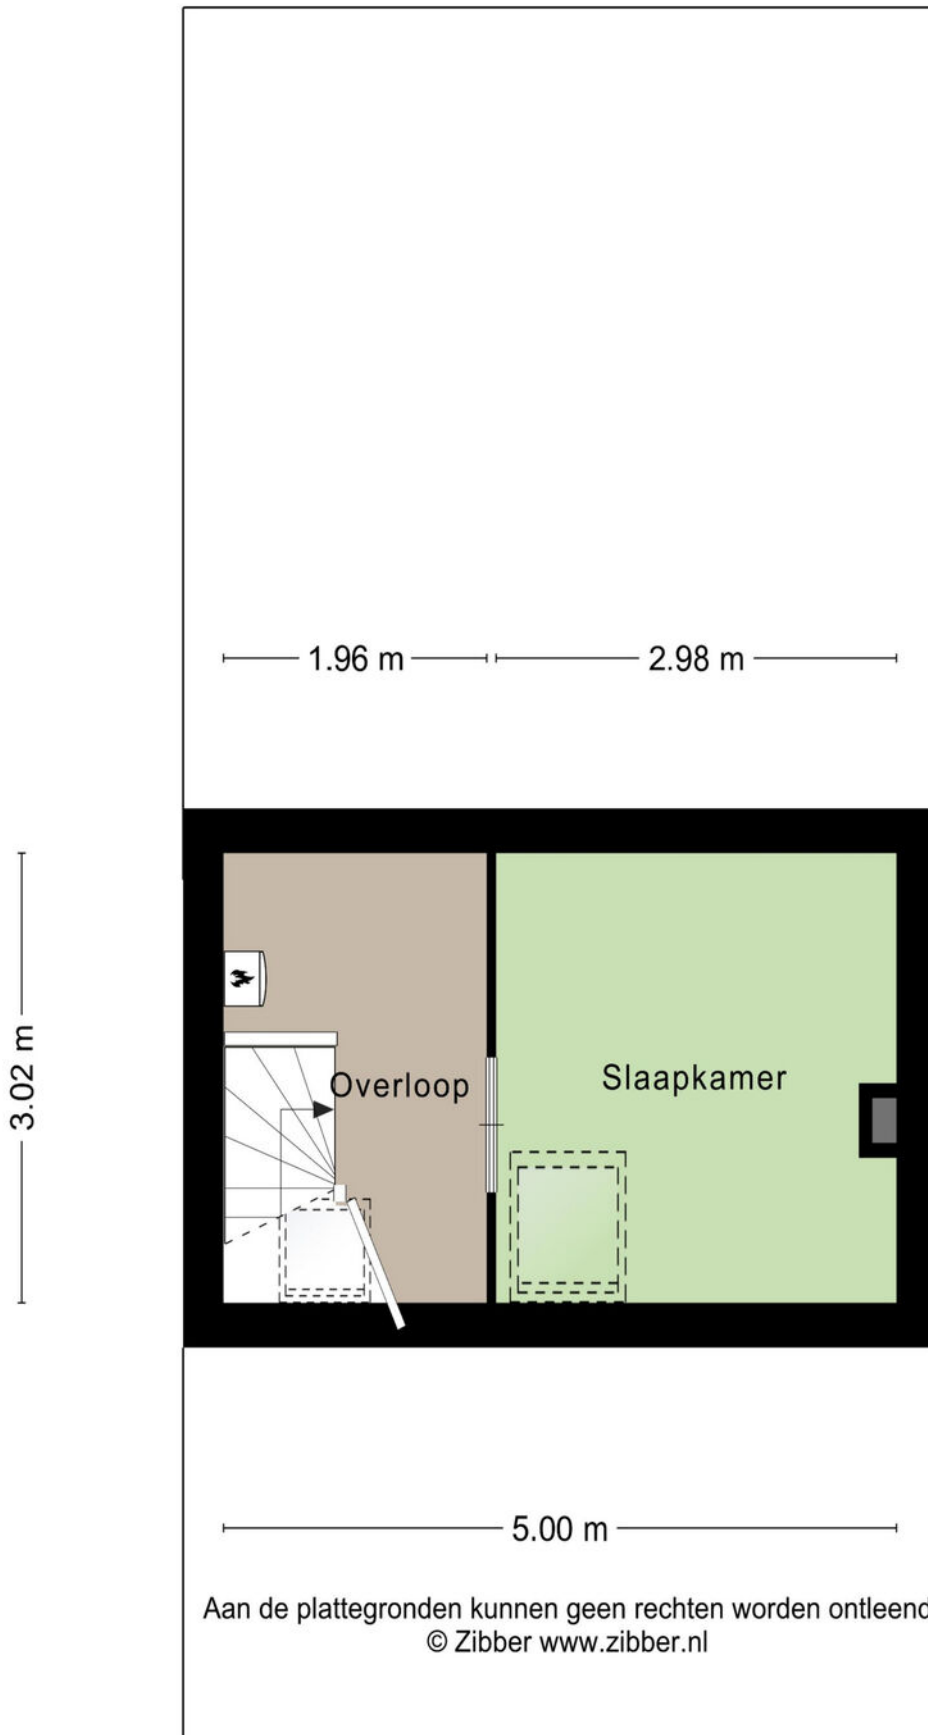 1.96 m
2.98 m
3.02 m
Overloop
Slaapkamer
5.00 m
Aan de plattegronden kunnen geen rechten worden ontleend
© Zibber www.zibber.nl